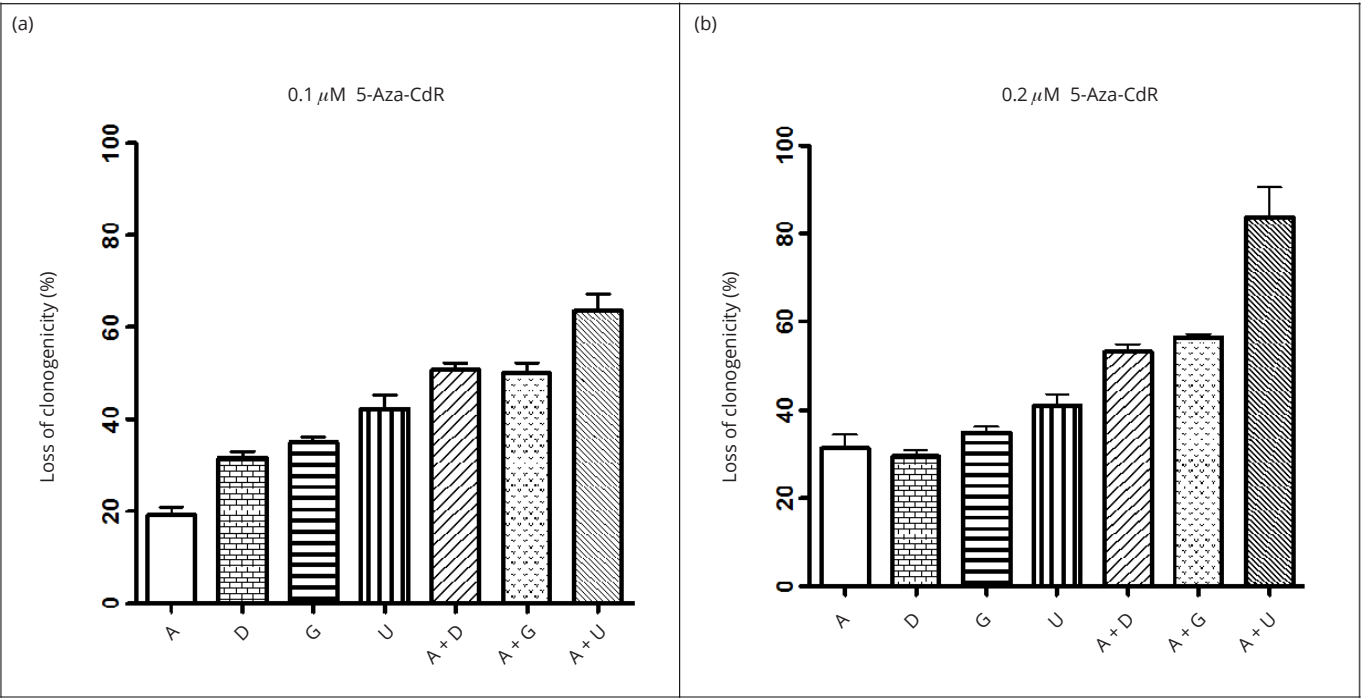 (a)
0.1 μM 5-Aza-CdR
Loss of clonogenicity (%)
100
80
60
40
20
0
A
D
G
U
A + D
A + G
A + U
(b)
0.2 μM 5-Aza-CdR
Loss of clonogenicity (%)
100
80
60
40
20
0
A
D
G
U
A + D
A + G
A + U